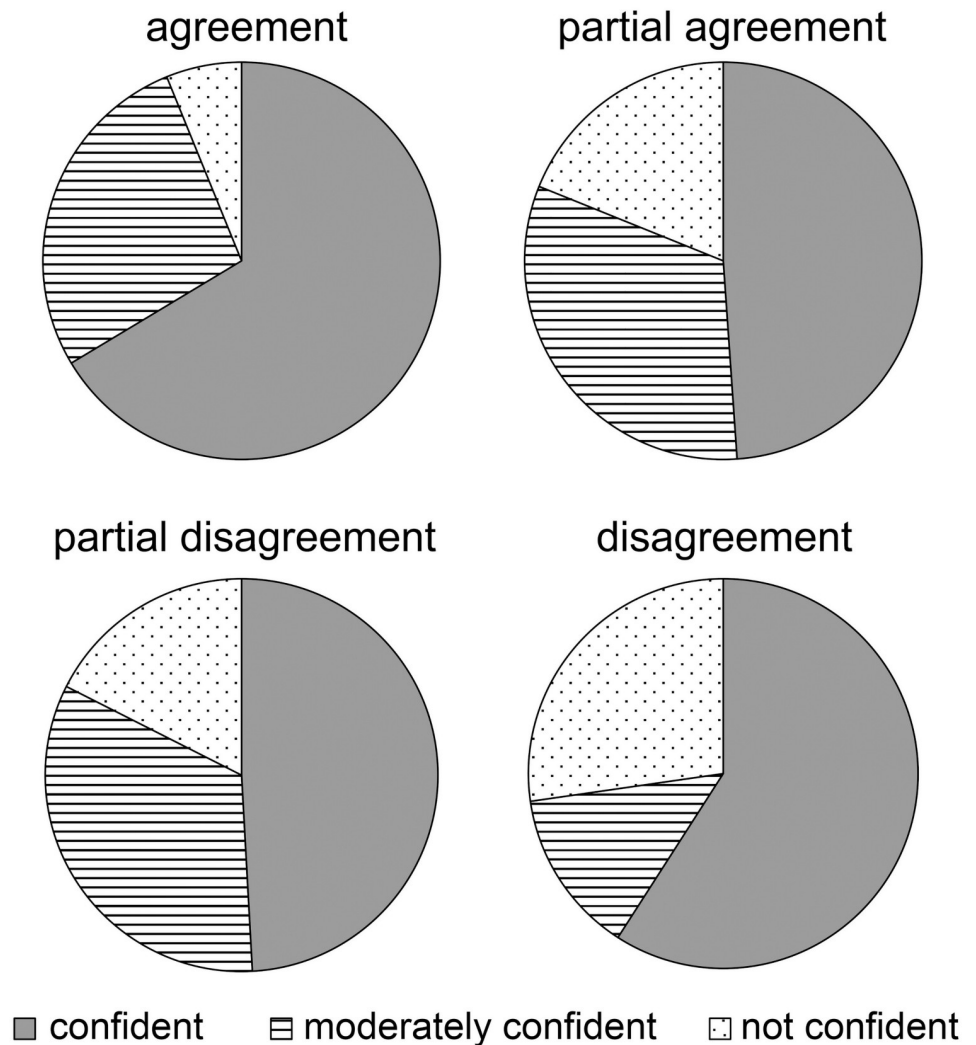 agreement
partial agreement
partial disagreement
disagreement
confident
moderately confident
not confident